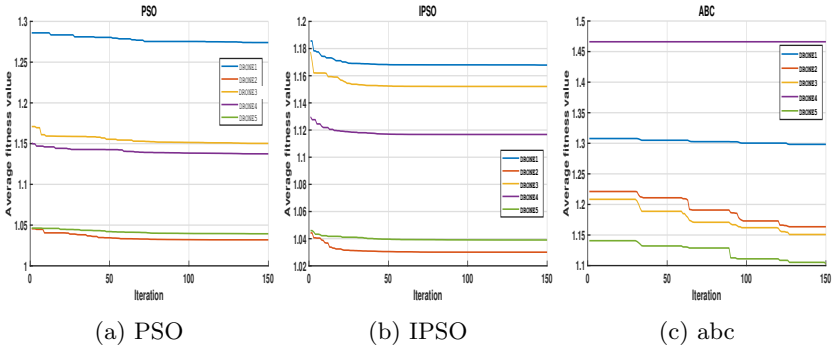 PSO
Average fitness value
1.3
1.25
1.2
1.15
1.1
1.05
1
0
50
100
150
Iteration
DRONE1
DRONE2
DRONE3
DRONE4
DRONE5
(a) PSO
IPSO
Average fitness value
1.2
1.18
1.16
1.14
1.12
1.1
1.08
1.06
1.04
1.02
0
50
100
150
Iteration
DRONE1
DRONE2
DRONE3
DRONE4
DRONE5
(b) IPSO
ABC
Average fitness value
1.5
1.45
1.4
1.35
1.3
1.25
1.2
1.15
1.1
0
50
100
150
Iteration
DRONE1
DRONE2
DRONE3
DRONE4
DRONE5
(c) abc